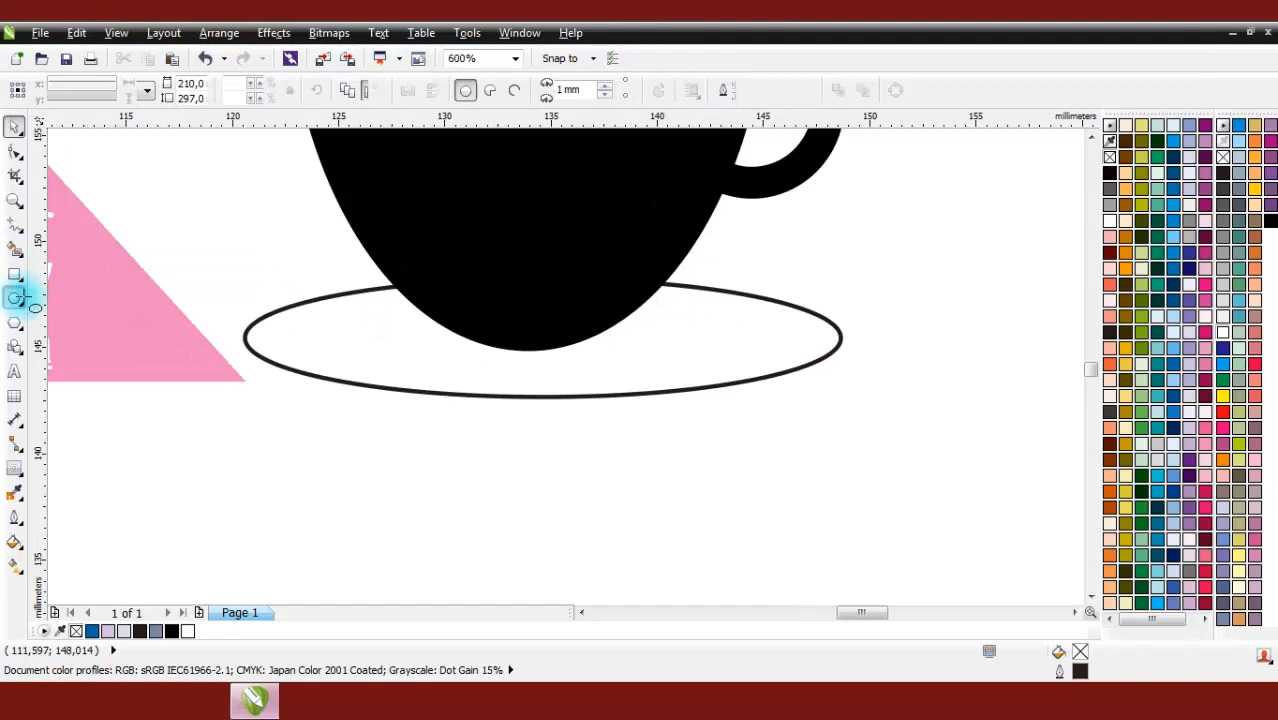 File Edit View Layout Arrange Effects Bitmaps Text Table Tools Window Help
600% Snap to
x: 210,0
y: 297,0
1 mm
115 120 125 130 135 140 145 150 155 millimeters
155
150
145
140
135
millimeters
1 of 1 Page 1
( 111,597; 148,014 )
Document color profiles: RGB: sRGB IEC61966-2.1; CMYK: Japan Color 2001 Coated; Grayscale: Dot Gain 15%